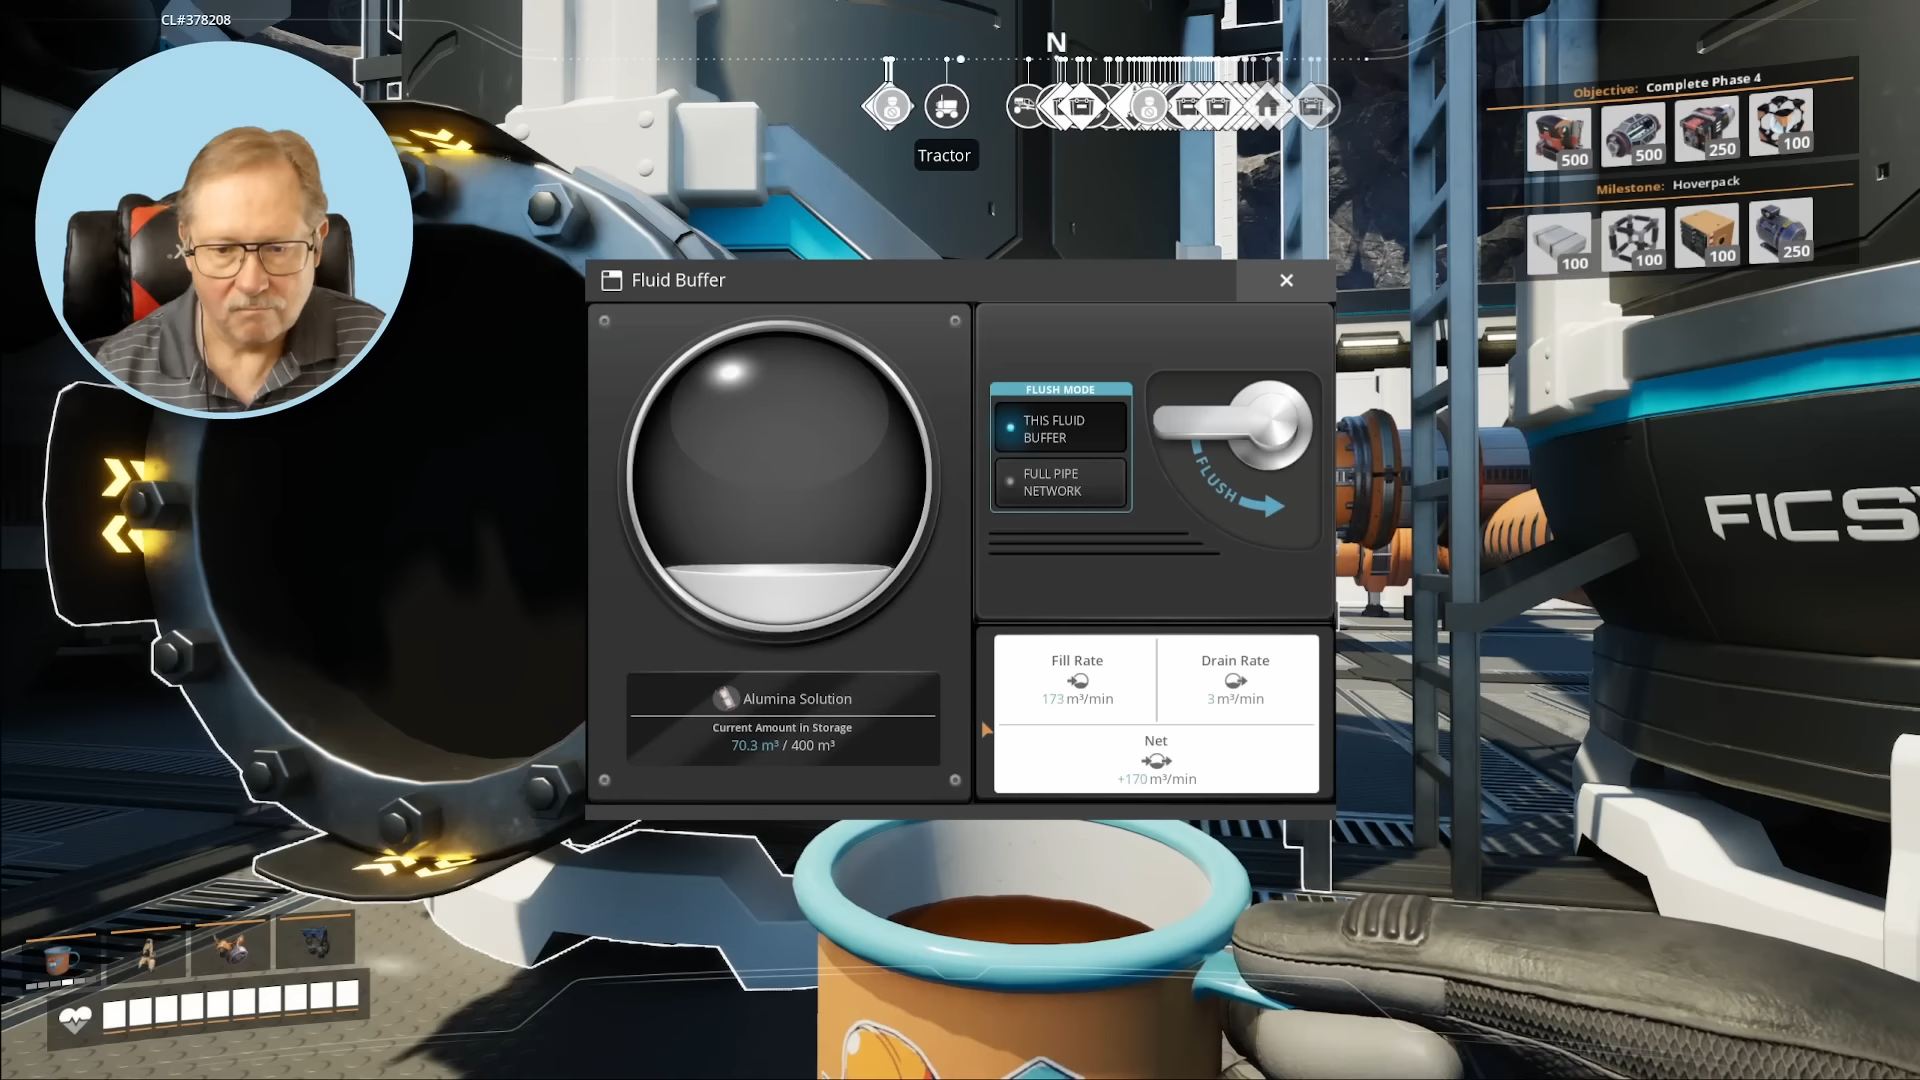 CL#378208
N
Tractor
Objective: Complete Phase 4
500
500
250
100
Milestone: Hoverpack
100
100
100
250
Fluid Buffer
FLUSH MODE
THIS FLUID
BUFFER
FULL PIPE
NETWORK
FLUSH
Alumina Solution
Current Amount in Storage
70.3 m³ / 400 m³
Fill Rate
173 m³/min
Drain Rate
3 m³/min
Net
+170 m³/min
FICS